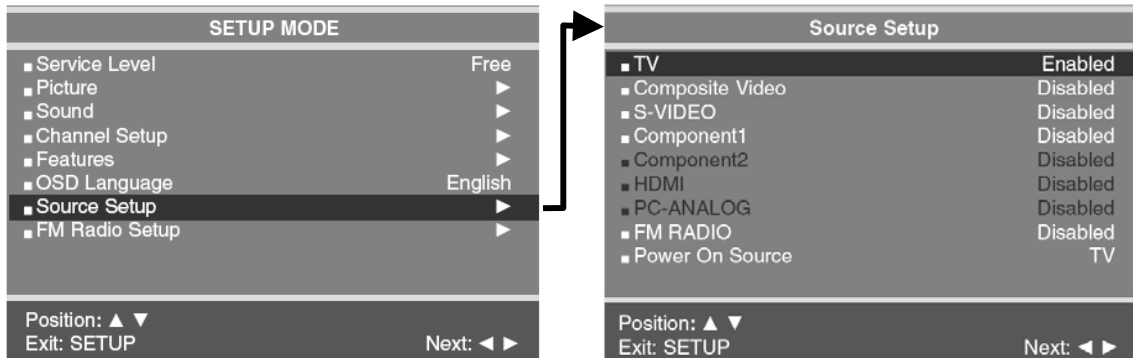 SETUP MODE
■ Service Level Free
■ Picture ►
■ Sound ►
■ Channel Setup ►
■ Features ►
■ OSD Language English
■ Source Setup ►
■ FM Radio Setup ►
Position: ▲ ▼
Exit: SETUP Next: ◄ ►
Source Setup
■ TV Enabled
■ Composite Video Disabled
■ S-VIDEO Disabled
■ Component1 Disabled
■ Component2 Disabled
■ HDMI Disabled
■ PC-ANALOG Disabled
■ FM RADIO Disabled
■ Power On Source TV
Position: ▲ ▼
Exit: SETUP Next: ◄ ►